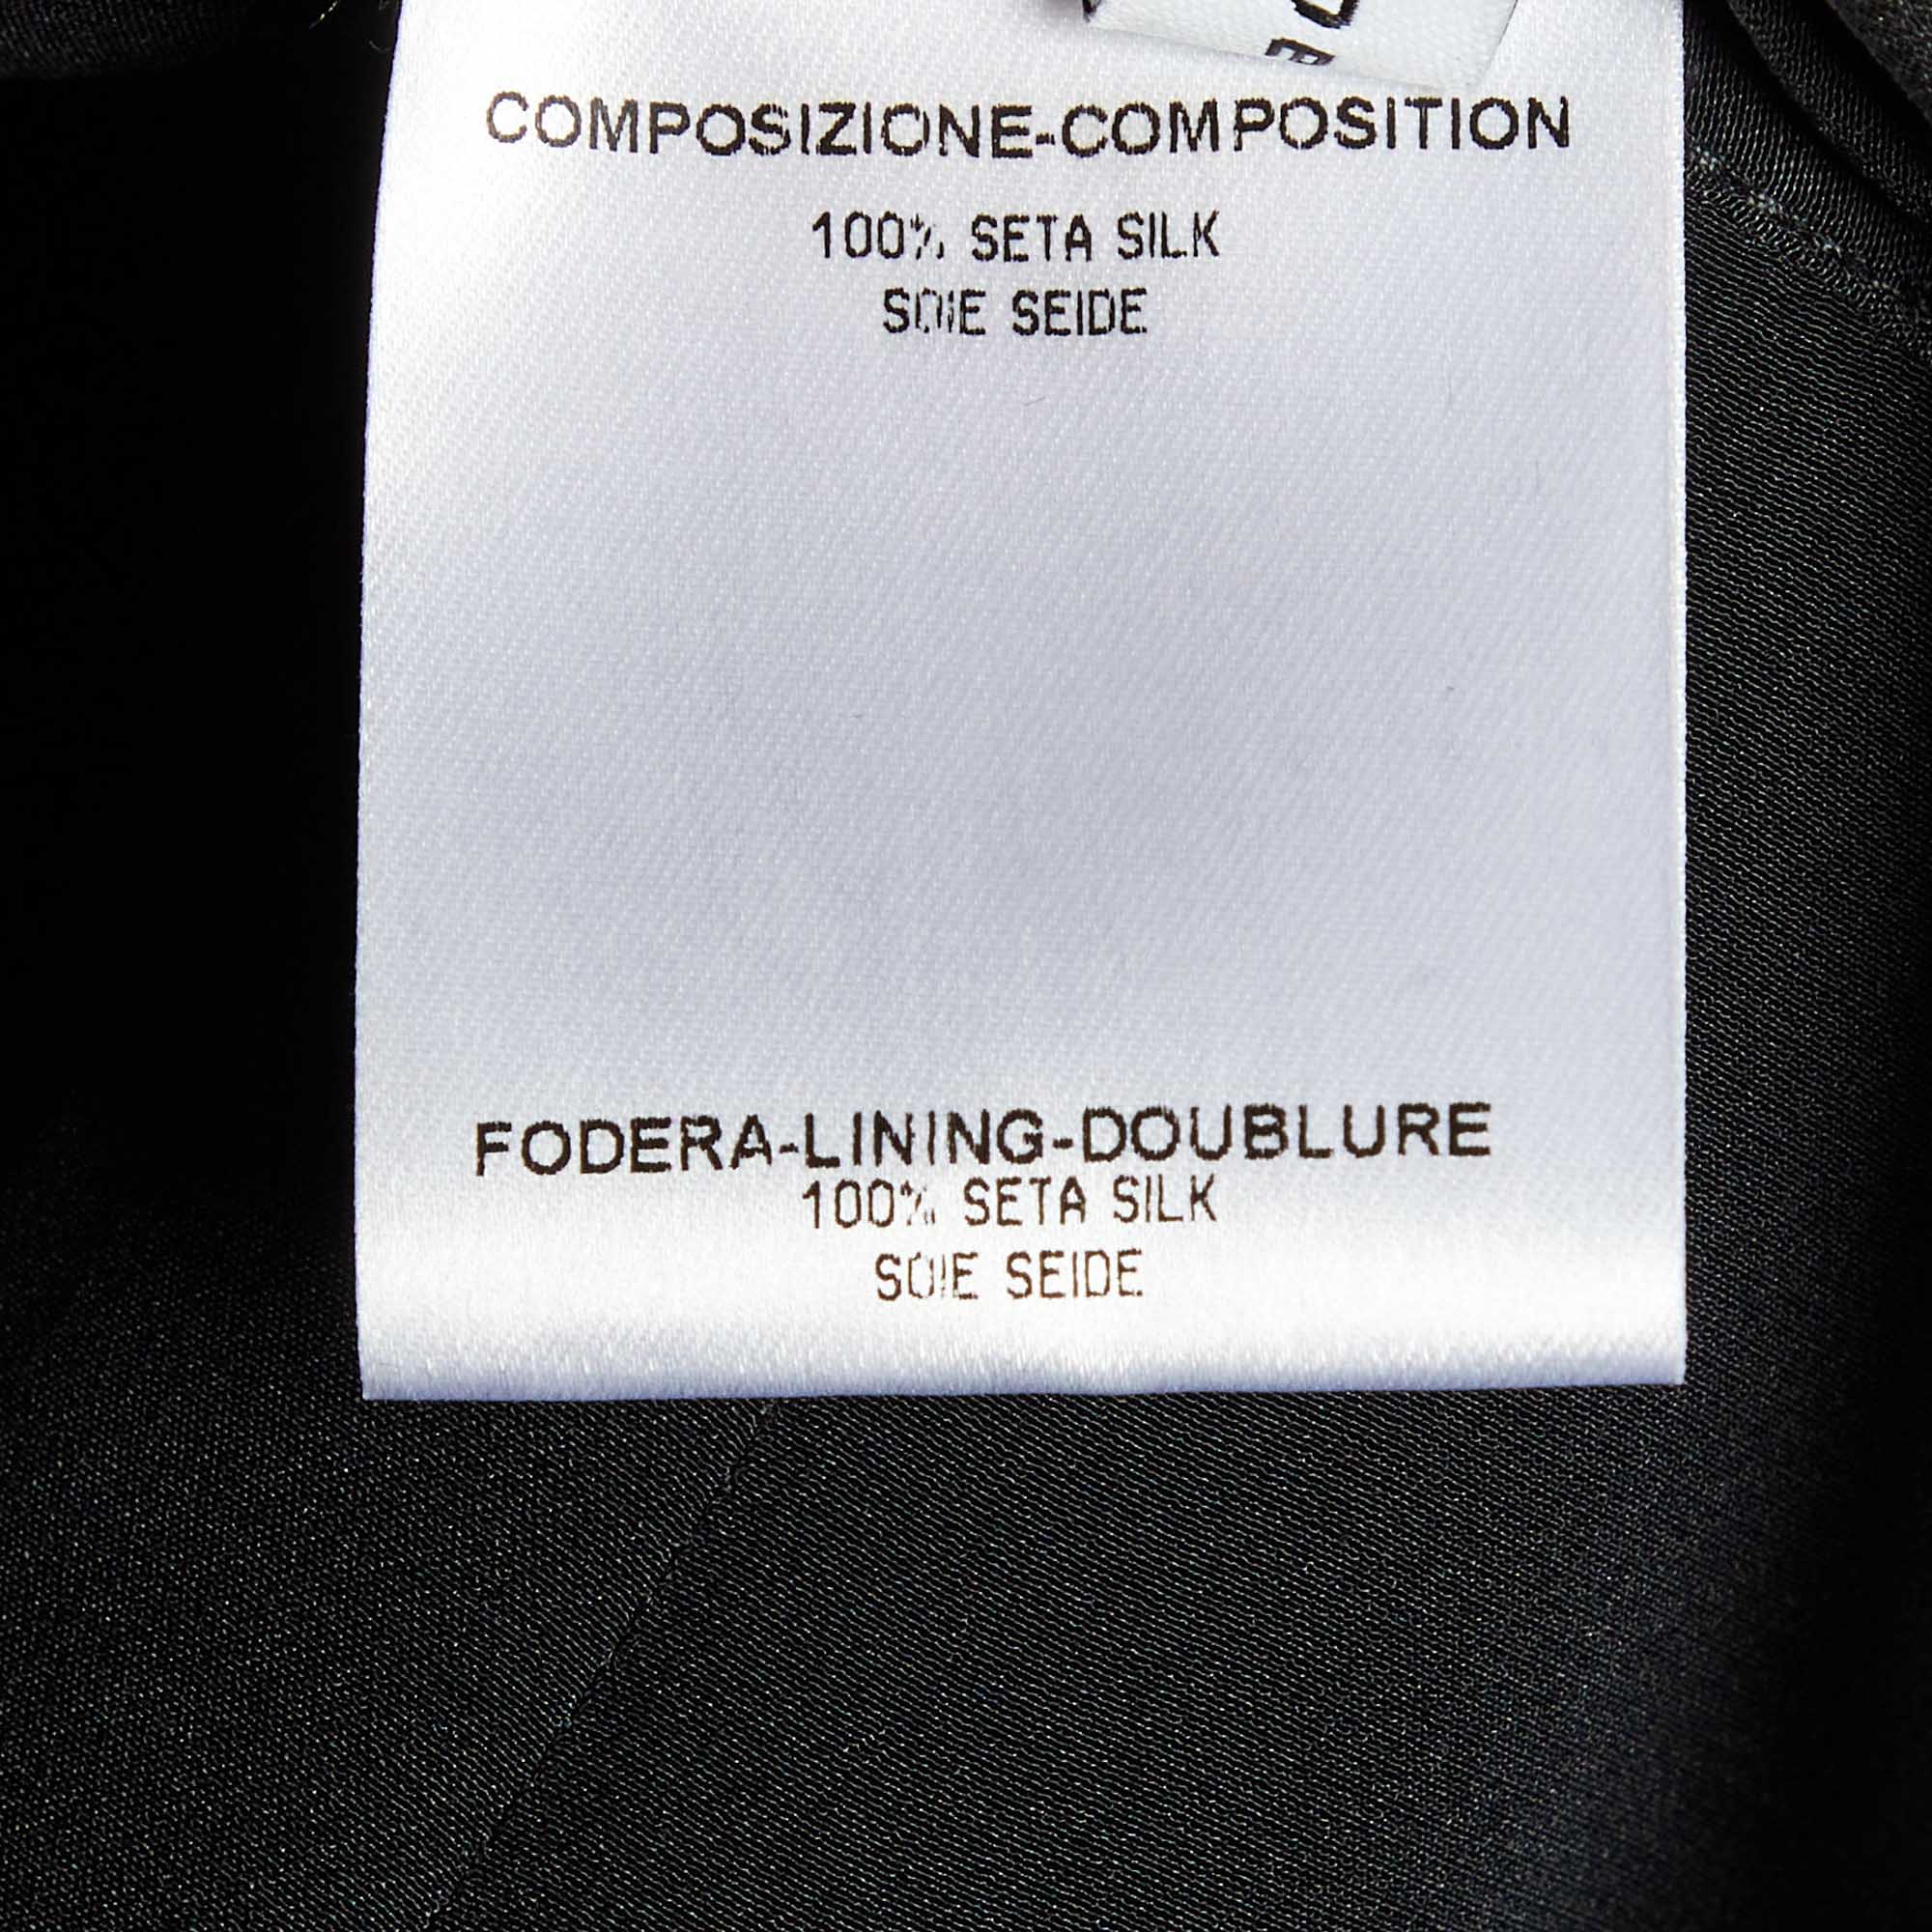 COMPOSIZIONE-COMPOSITION
100% SETA SILK
SOIE SEIDE
FODERA-LINING-DOUBLURE
100% SETA SILK
SOIE SEIDE